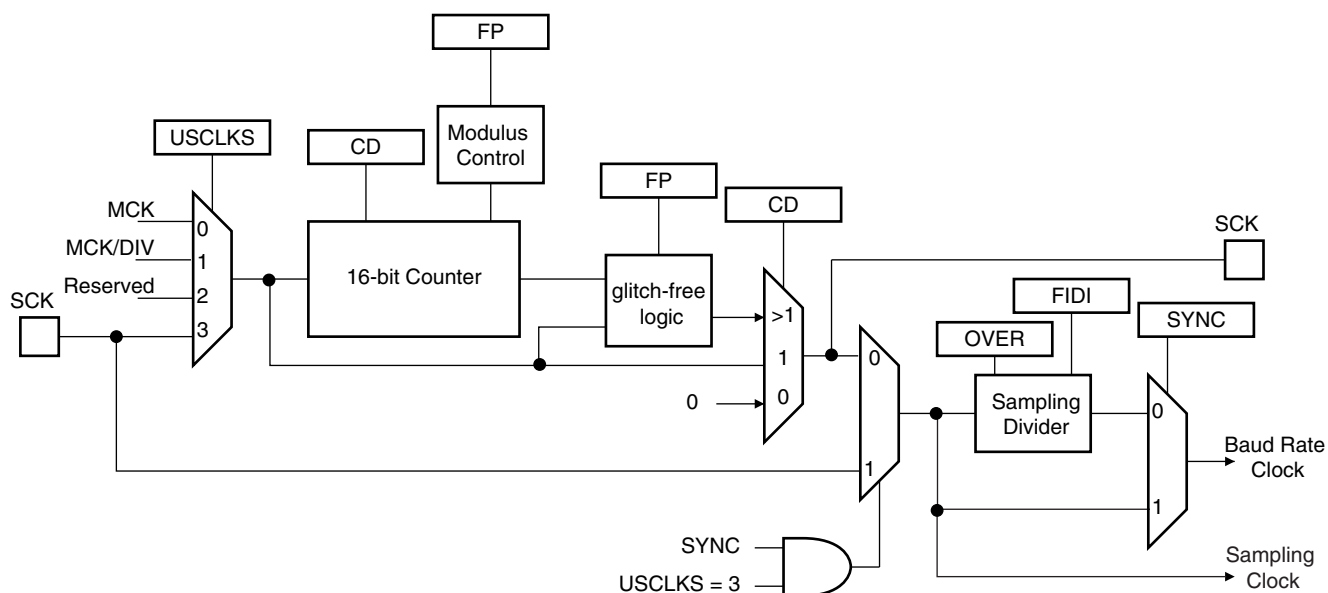 FP
USCLKS
CD
Modulus
Control
FP
CD
MCK
0
MCK/DIV
1
Reserved
2
SCK
3
16-bit Counter
glitch-free
logic
>1
1
0
0
SCK
FIDI
OVER
SYNC
0
1
Sampling
Divider
0
1
Baud Rate
Clock
SYNC
USCLKS = 3
Sampling
Clock